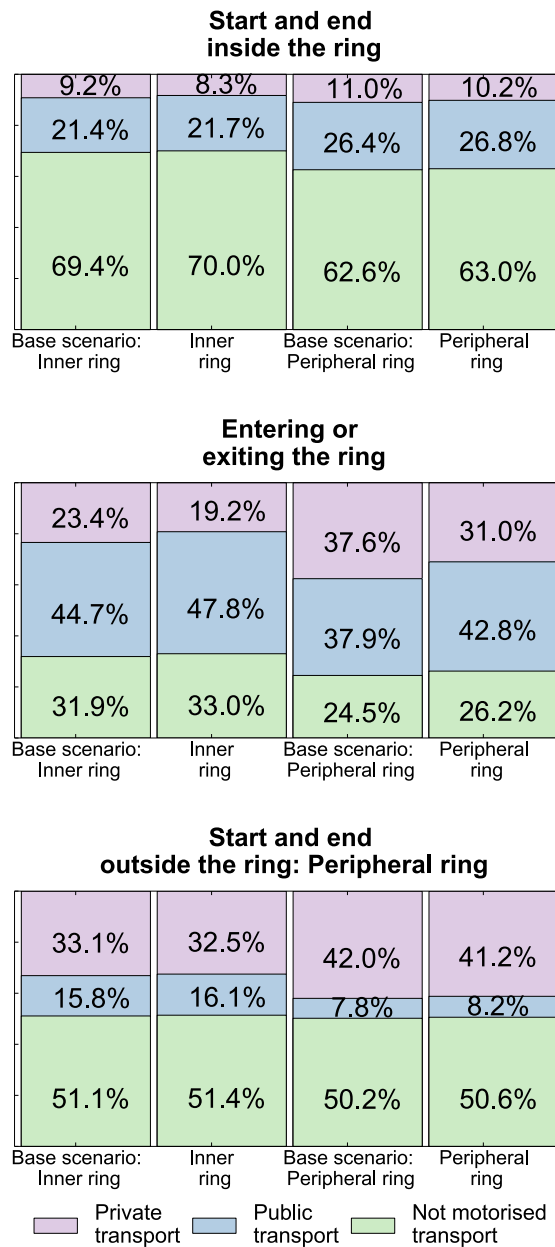 Start and end
inside the ring
9.2% 8.3% 11.0% 10.2%
21.4% 21.7% 26.4% 26.8%
69.4% 70.0% 62.6% 63.0%
Base scenario: Inner Base scenario: Peripheral
Inner ring ring Peripheral ring ring
Entering or
exiting the ring
23.4% 19.2% 37.6% 31.0%
44.7% 47.8% 37.9% 42.8%
31.9% 33.0% 24.5% 26.2%
Base scenario: Inner Base scenario: Peripheral
Inner ring ring Peripheral ring ring
Start and end
outside the ring: Peripheral ring
33.1% 32.5% 42.0% 41.2%
15.8% 16.1% 7.8% 8.2%
51.1% 51.4% 50.2% 50.6%
Base scenario: Inner Base scenario: Peripheral
Inner ring ring Peripheral ring ring
Private Public Not motorised
transport transport transport